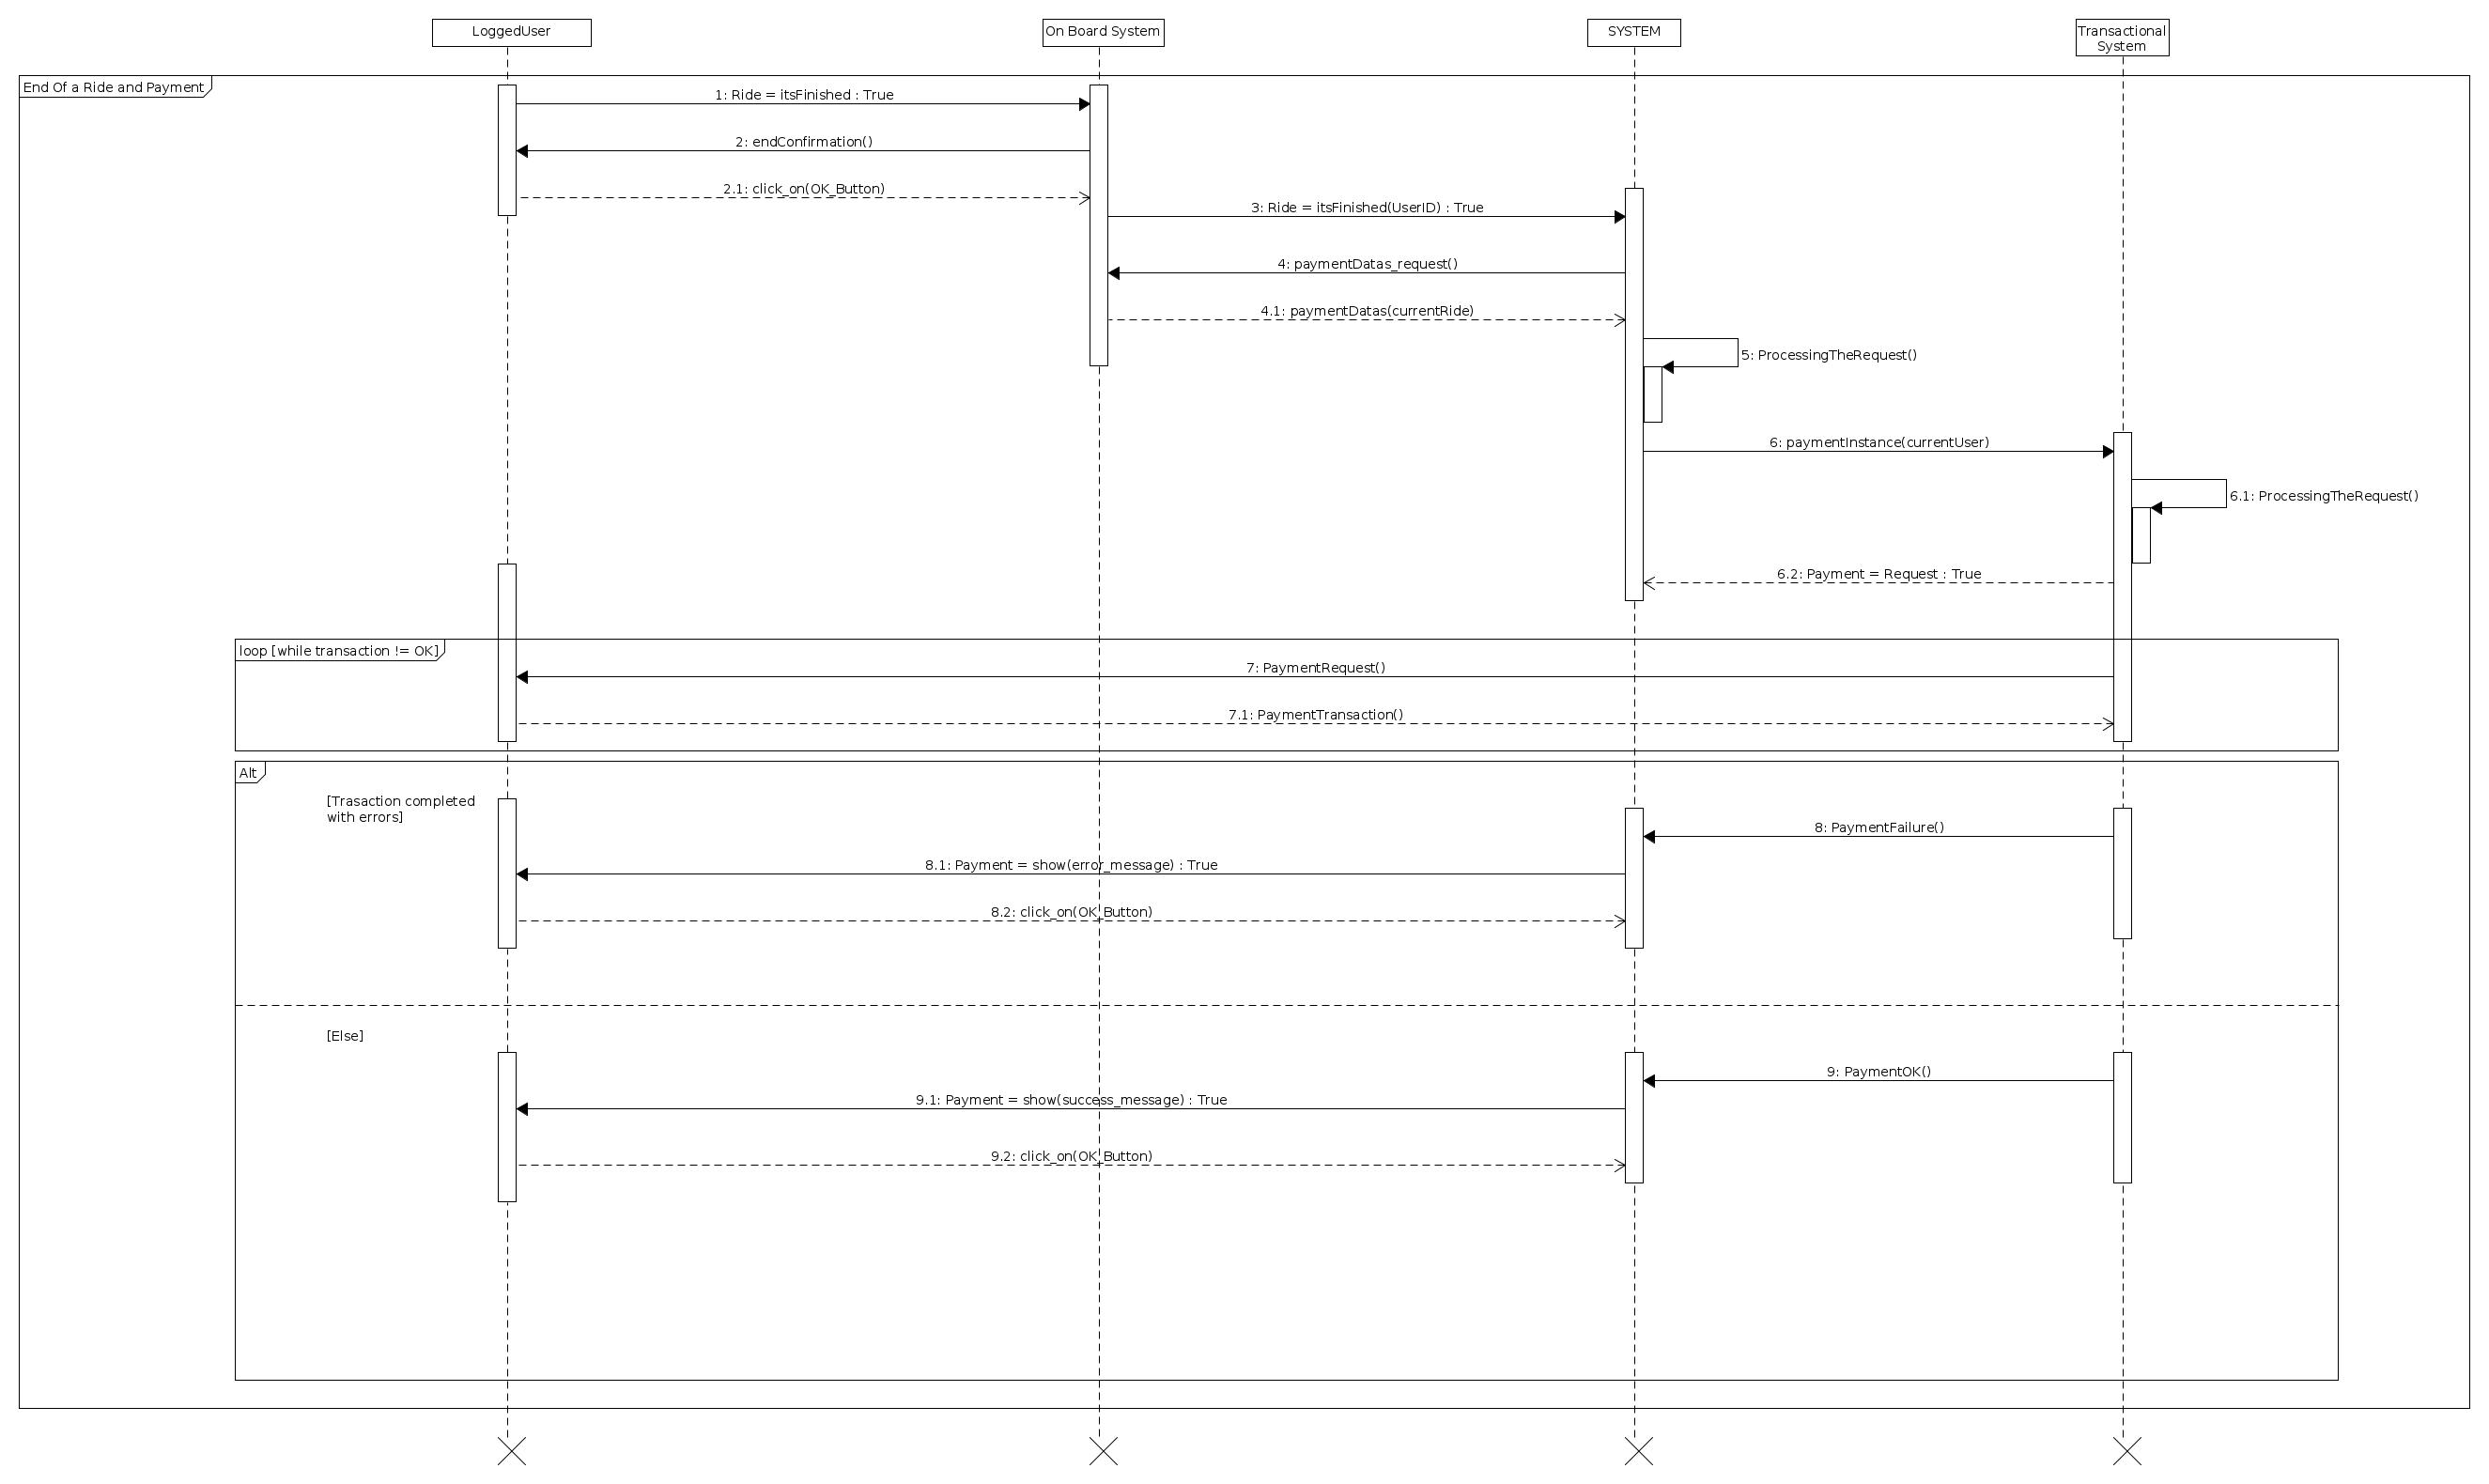 LoggedUser
On Board System
SYSTEM
Transactional
System
End Of a Ride and Payment
1: Ride = itsFinished : True
2: endConfirmation()
2.1: click_on(OK_Button)
3: Ride = itsFinished(UserID) : True
4: paymentDatas_request()
4.1: paymentDatas(currentRide)
5: ProcessingTheRequest()
6: paymentInstance(currentUser)
6.1: ProcessingTheRequest()
6.2: Payment = Request : True
loop [while transaction != OK]
7: PaymentRequest()
7.1: PaymentTransaction()
Alt
[Trasaction completed
with errors]
8: PaymentFailure()
8.1: Payment = show(error_message) : True
8.2: click_on(OK_Button)
[Else]
9: PaymentOK()
9.1: Payment = show(success_message) : True
9.2: click_on(OK_Button)